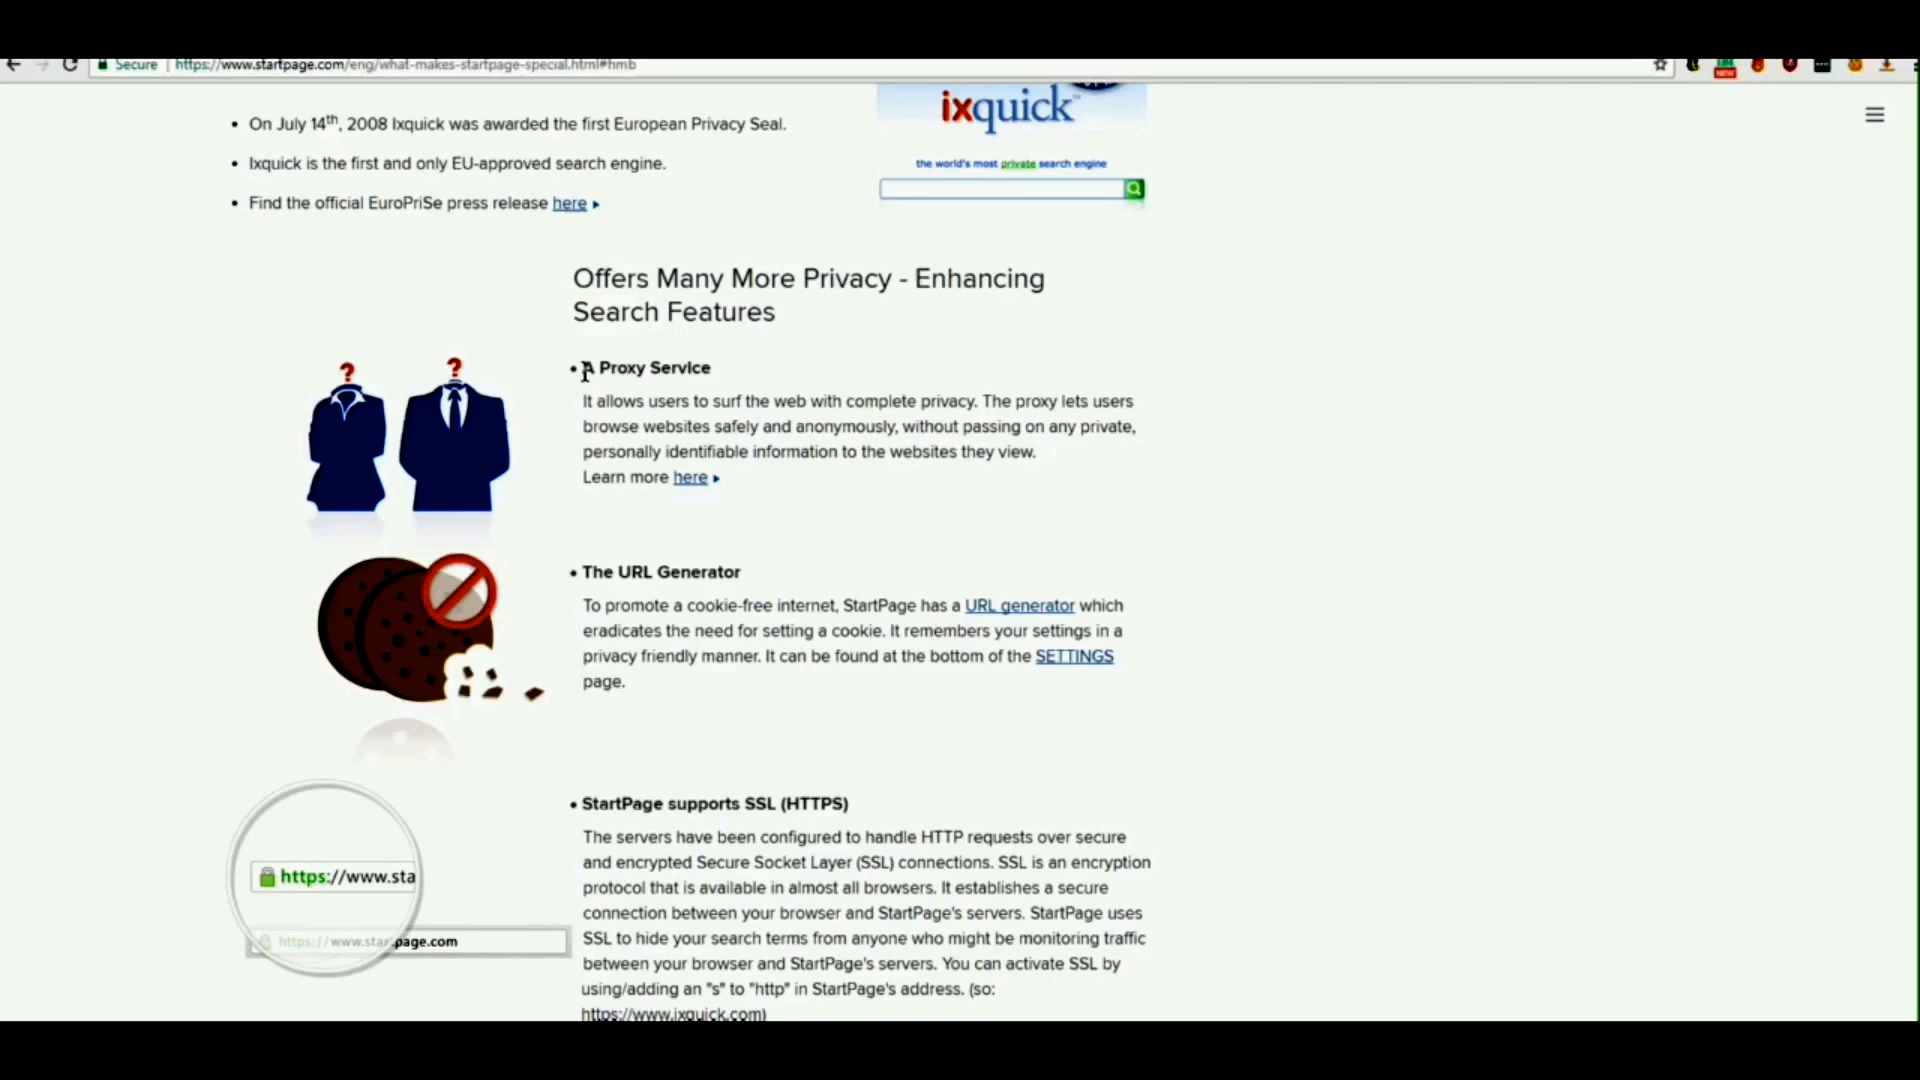 Secure https://www.startpage.com/eng/what-makes-startpage-special.html#hmb
NEW
• On July 14th, 2008 Ixquick was awarded the first European Privacy Seal.
• Ixquick is the first and only EU-approved search engine.
• Find the official EuroPriSe press release here
ixquick
the world's most private search engine
Offers Many More Privacy - Enhancing
Search Features
• A Proxy Service
It allows users to surf the web with complete privacy. The proxy lets users
browse websites safely and anonymously, without passing on any private,
personally identifiable information to the websites they view.
Learn more here
• The URL Generator
To promote a cookie-free internet, StartPage has a URL generator which
eradicates the need for setting a cookie. It remembers your settings in a
privacy friendly manner. It can be found at the bottom of the SETTINGS
page.
https://www.sta
https://www.startpage.com
• StartPage supports SSL (HTTPS)
The servers have been configured to handle HTTP requests over secure
and encrypted Secure Socket Layer (SSL) connections. SSL is an encryption
protocol that is available in almost all browsers. It establishes a secure
connection between your browser and StartPage's servers. StartPage uses
SSL to hide your search terms from anyone who might be monitoring traffic
between your browser and StartPage's servers. You can activate SSL by
using/adding an "s" to "http" in StartPage's address. (so:
https://www.ixquick.com)